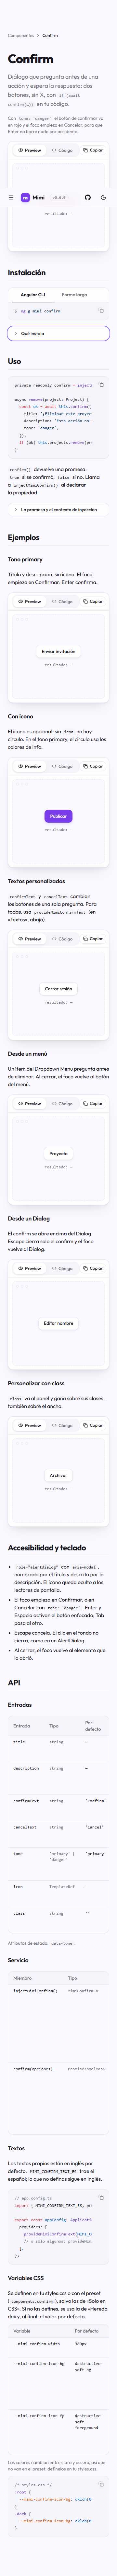 Componentes > Confirm
Confirm
Diálogo que pregunta antes de una
acción y espera la respuesta: dos
botones, sin X, con if (await
confirm(…)) en tu código.
Con tone: 'danger' el botón de confirmar va
en rojo y el foco empieza en Cancelar, para que
Enter no borre nada por accidente.
Preview Código Copiar
Mimi
resultado: —
Instalación
Angular CLI Forma larga
$ ng g mimi confirm
> Qué instala
Uso
private readonly confirm = inject
async remove(project: Project) {
const ok = await this.confirm({
title: '¿Eliminar este proyec
description: 'Esta acción no
tone: 'danger',
});
if (ok) this.projects.remove(pr
}
confirm() devuelve una promesa:
true si se confirmó, false si no. Llama
a injectMimiConfirm() al declarar
la propiedad.
> La promesa y el contexto de inyección
Ejemplos
Tono primary
Título y descripción, sin icono. El foco
empieza en Confirmar: Enter confirma.
Preview Código Copiar
Enviar invitación
resultado: —
Con icono
El icono es opcional: sin icon no hay
círculo. En el tono primary, el círculo usa los
colores de info.
Preview Código Copiar
Publicar
resultado: —
Textos personalizados
confirmText y cancelText cambian
los botones de una sola pregunta. Para
todas, usa provideMimiConfirmText (en
«Textos», abajo).
Preview Código Copiar
Cerrar sesión
resultado: —
Desde un menú
Un ítem del Dropdown Menu pregunta antes
de eliminar. Al cerrar, el foco vuelve al botón
del menú.
Preview Código Copiar
Proyecto
resultado: —
Desde un Dialog
El confirm se abre encima del Dialog.
Escape cierra solo el confirm y el foco
vuelve al Dialog.
Preview Código Copiar
Editar nombre
Personalizar con class
class va al panel y gana sobre sus clases,
también sobre el ancho.
Preview Código Copiar
Archivar
resultado: —
Accesibilidad y teclado
• role="alertdialog" con aria-modal,
nombrado por el título y descrito por la
descripción. El icono queda oculto a los
lectores de pantalla.
• El foco empieza en Confirmar, o en
Cancelar con tone: 'danger'. Enter y
Espacio activan el botón enfocado; Tab
pasa al otro.
• Escape cancela. El clic en el fondo no
cierra, como en un AlertDialog.
• Al cerrar, el foco vuelve al elemento que
lo abrió.
API
Entradas
Entrada Tipo Por defecto
title string —
description string —
confirmText string 'Confirm'
cancelText string 'Cancel'
tone 'primary' | 'danger' 'primary'
icon TemplateRef —
class string ''
Atributos de estado: data-tone.
Servicio
Miembro Tipo
injectMimiConfirm() MimiConfirmFn
confirm(opciones) Promise<boolean>
Textos
Los textos propios están en inglés por
defecto. MIMI_CONFIRM_TEXT_ES trae el
español; lo que no definas sigue en inglés.
// app.config.ts
import { MIMI_CONFIRM_TEXT_ES, pr
export const appConfig: Applicati
providers: [
provideMimiConfirmText(MIMI_C
// o solo algunos: provideMim
],
};
Variables CSS
Se definen en tu styles.css o con el preset
(components.confirm), salvo las de «Solo en
CSS». Si no las defines, se usa la de «Hereda
de» y, al final, el valor por defecto.
Variable Por defecto
--mimi-confirm-width 380px
--mimi-confirm-icon-bg destructive-soft-bg
--mimi-confirm-icon-fg destructive-soft-foreground
Los colores cambian entre claro y oscuro, así que
no van en el preset: defínelos en tu styles.css.
/* styles.css */
:root {
--mimi-confirm-icon-bg: oklch(0
}
.dark {
--mimi-confirm-icon-bg: oklch(0
}